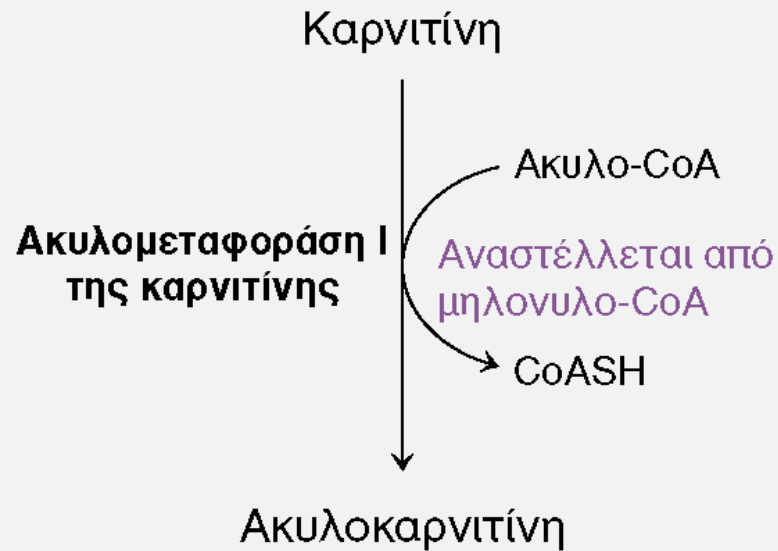 Καρνιτίνη
Ακυλο-CoA
Ακυλομεταφοράση Ι
της καρνιτίνης
Αναστέλλεται από
μηλονυλο-CoA
CoASH
Ακυλοκαρνιτίνη